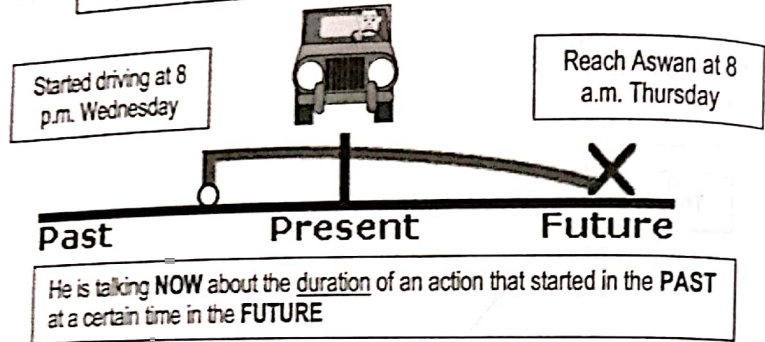 Started driving at 8
p.m. Wednesday
Reach Aswan at 8
a.m. Thursday
Past
Present
Future
He is talking NOW about the duration of an action that started in the PAST
at a certain time in the FUTURE